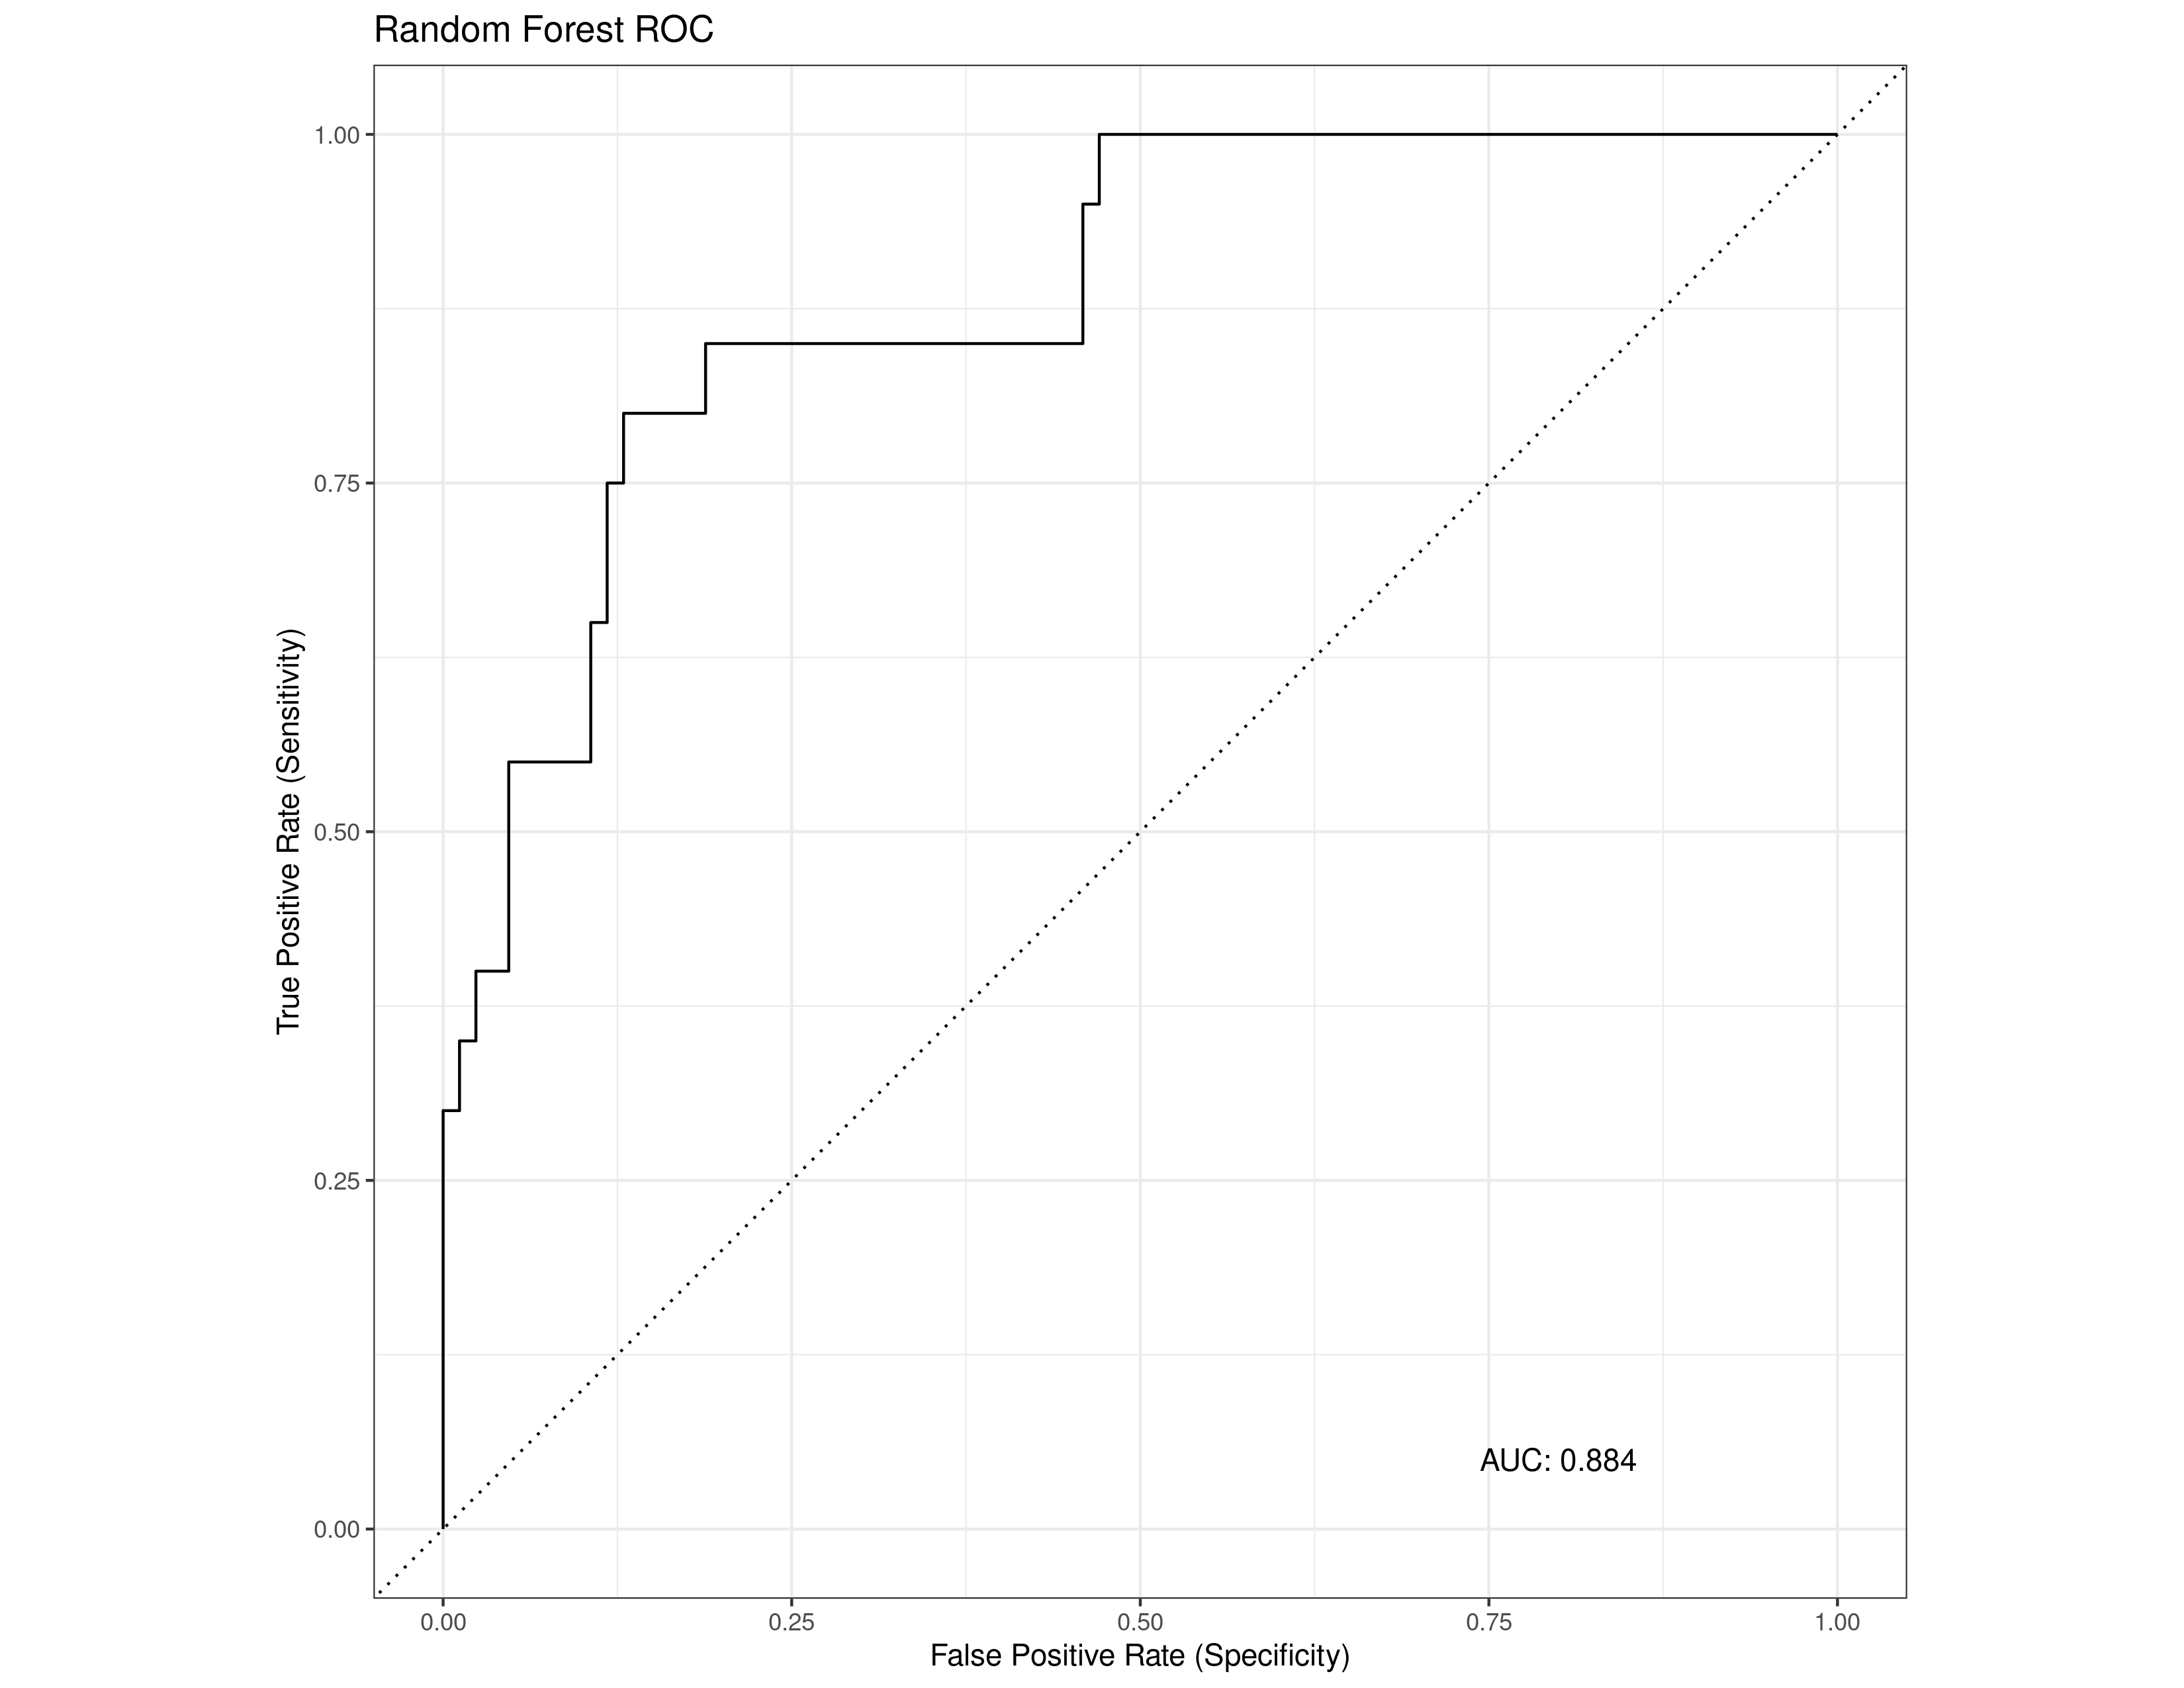 Random Forest ROC
True Positive Rate (Sensitivity)
1.00
0.75
0.50
0.25
0.00
AUC: 0.884
0.00 0.25 0.50 0.75 1.00
False Positive Rate (Specificity)